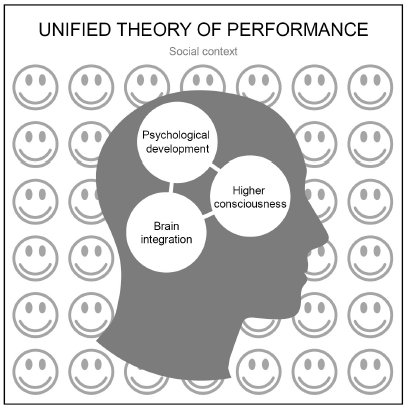 UNIFIED THEORY OF PERFORMANCE
Social context
Psychological
development
Higher
consciousness
Brain
integration